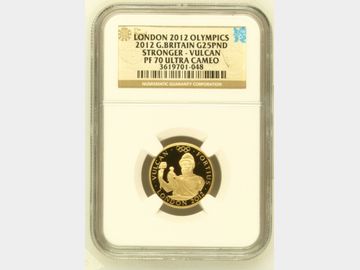 LONDON 2012 OLYMPICS
2012 G.BRITAIN G25PND
STRONGER - VULCAN
PF 70 ULTRA CAMEO
3619701-048
NUMISMATIC GUARANTY CORPORATION
VULCAN FORTIUS
LONDON 2012